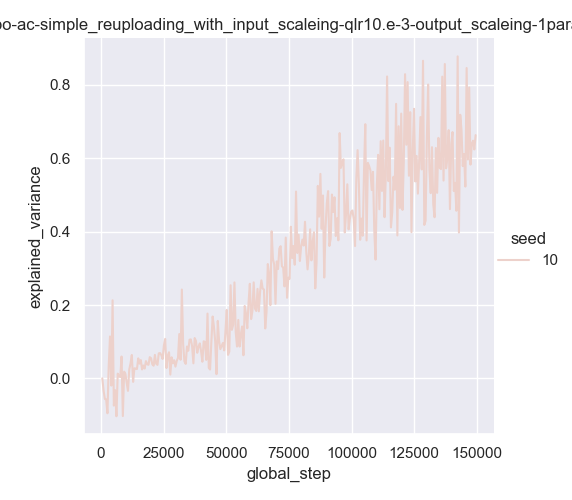 oo-ac-simple_reuploading_with_input_scaleing-qlr10.e-3-output_scaleing-1para
explained_variance
0.8
0.6
0.4
0.2
0.0
0 25000 50000 75000 100000 125000 150000
global_step
seed
10